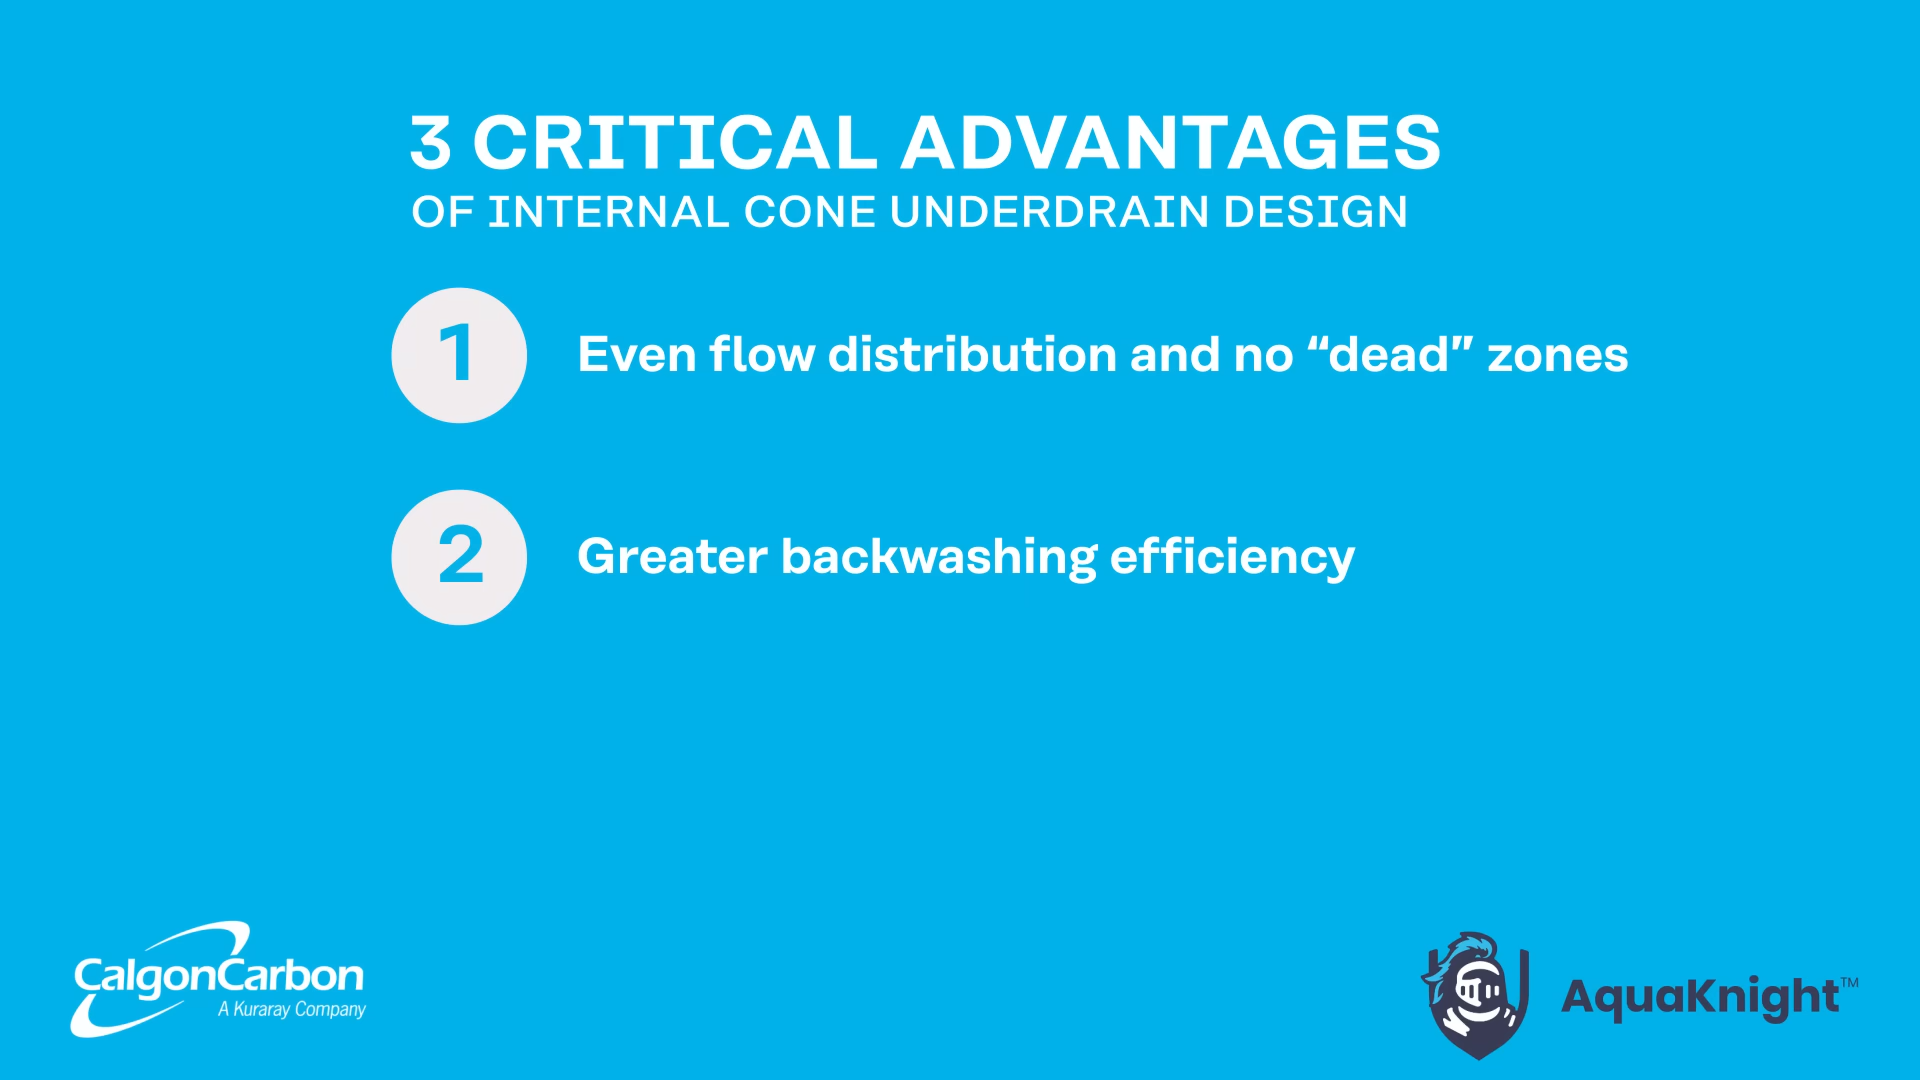 3 CRITICAL ADVANTAGES
OF INTERNAL CONE UNDERDRAIN DESIGN
1 Even flow distribution and no “dead” zones
2 Greater backwashing efficiency
CalgonCarbon
A Kuraray Company
AquaKnight™